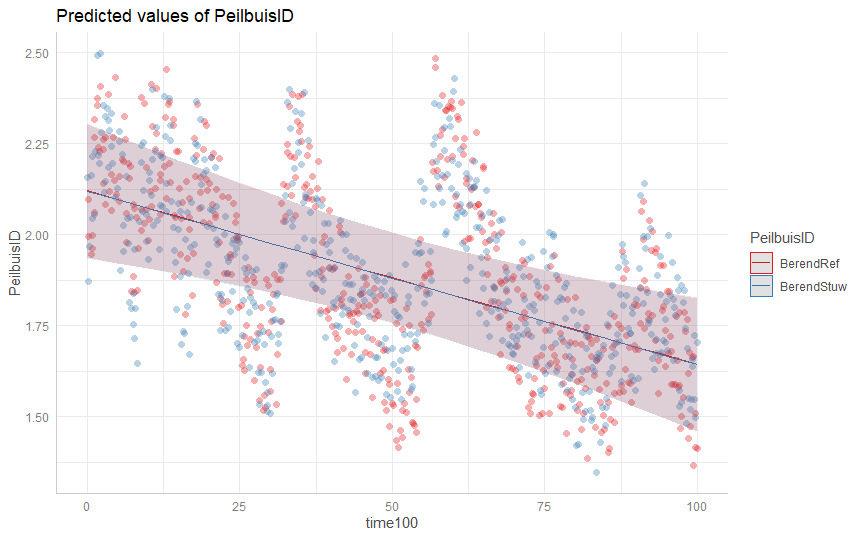 Predicted values of PeilbuisID
2.50
2.25
2.00
1.75
1.50
PeilbuisID
0
25
50
75
100
time100
PeilbuisID
BerendRef
BerendStuw